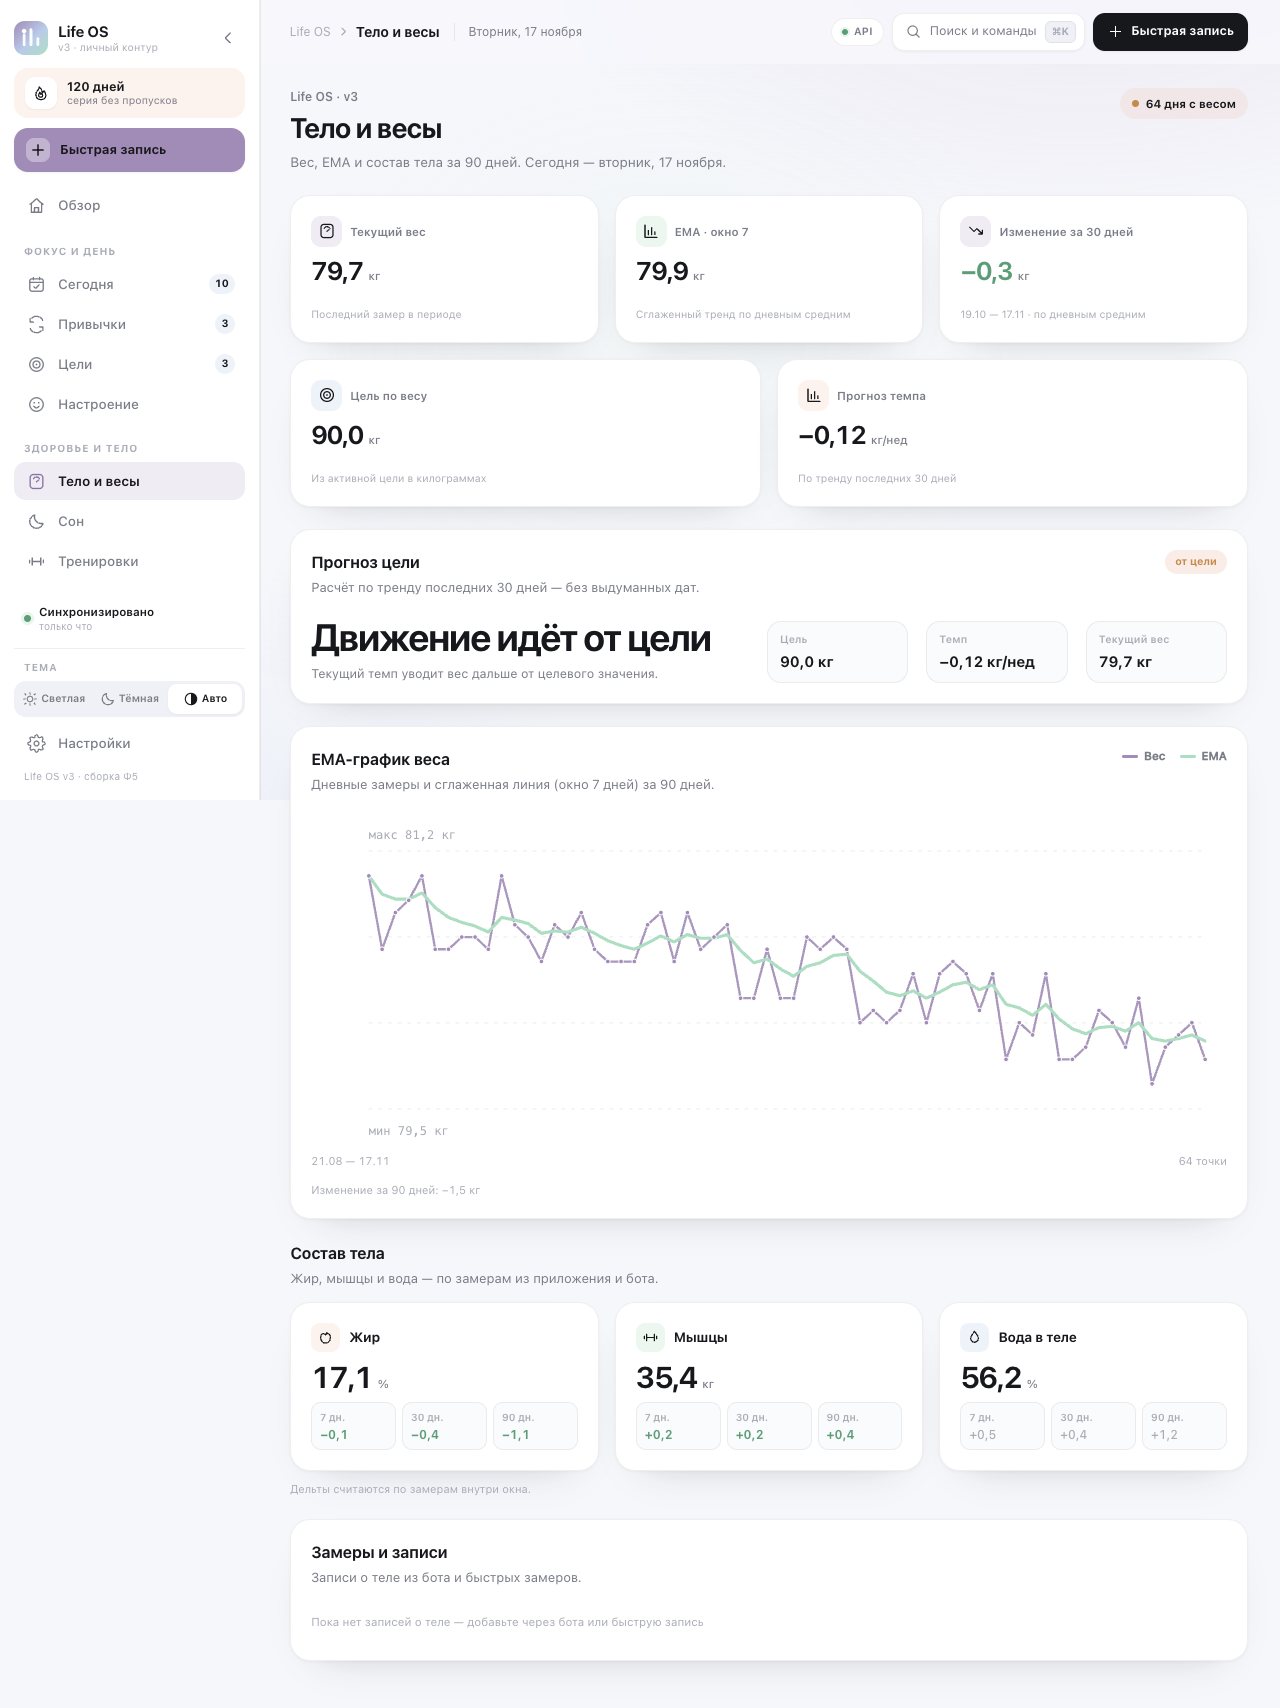 Life OS
v3 · личный контур
120 дней
серия без пропусков
Быстрая запись
Обзор
ФОКУС И ДЕНЬ
Сегодня 10
Привычки 3
Цели 3
Настроение
ЗДОРОВЬЕ И ТЕЛО
Тело и весы
Сон
Тренировки
Синхронизировано
только что
ТЕМА
Светлая Тёмная Авто
Настройки
Life OS v3 · сборка Ф5
Life OS > Тело и весы Вторник, 17 ноября
API
Поиск и команды ⌘K
Быстрая запись
Life OS · v3
Тело и весы
Вес, EMA и состав тела за 90 дней. Сегодня — вторник, 17 ноября.
64 дня с весом
Текущий вес
79,7 кг
Последний замер в периоде
EMA · окно 7
79,9 кг
Сглаженный тренд по дневным средним
Изменение за 30 дней
−0,3 кг
19.10 — 17.11 · по дневным средним
Цель по весу
90,0 кг
Из активной цели в килограммах
Прогноз темпа
−0,12 кг/нед
По тренду последних 30 дней
Прогноз цели
Расчёт по тренду последних 30 дней — без выдуманных дат.
от цели
Движение идёт от цели
Текущий темп уводит вес дальше от целевого значения.
Цель
90,0 кг
Темп
−0,12 кг/нед
Текущий вес
79,7 кг
EMA-график веса
Дневные замеры и сглаженная линия (окно 7 дней) за 90 дней.
Вес EMA
макс 81,2 кг
мин 79,5 кг
21.08 — 17.11
64 точки
Изменение за 90 дней: −1,5 кг
Состав тела
Жир, мышцы и вода — по замерам из приложения и бота.
Жир
17,1 %
7 дн. 30 дн. 90 дн.
−0,1 −0,4 −1,1
Мышцы
35,4 кг
7 дн. 30 дн. 90 дн.
+0,2 +0,2 +0,4
Вода в теле
56,2 %
7 дн. 30 дн. 90 дн.
+0,5 +0,4 +1,2
Дельты считаются по замерам внутри окна.
Замеры и записи
Записи о теле из бота и быстрых замеров.
Пока нет записей о теле — добавьте через бота или быструю запись